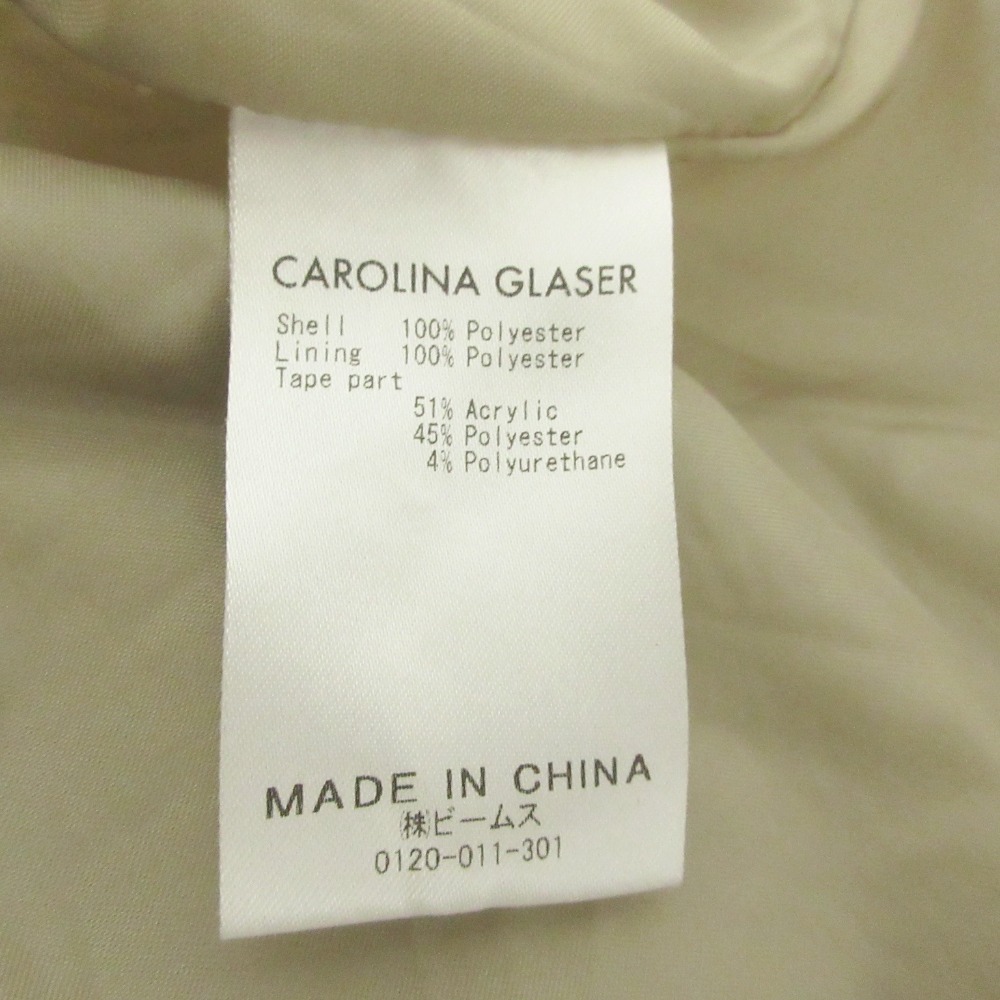 CAROLINA GLASER
Shell 100% Polyester
Lining 100% Polyester
Tape part
51% Acrylic
45% Polyester
4% Polyurethane
MADE IN CHINA
㈱ビームス
0120-011-301